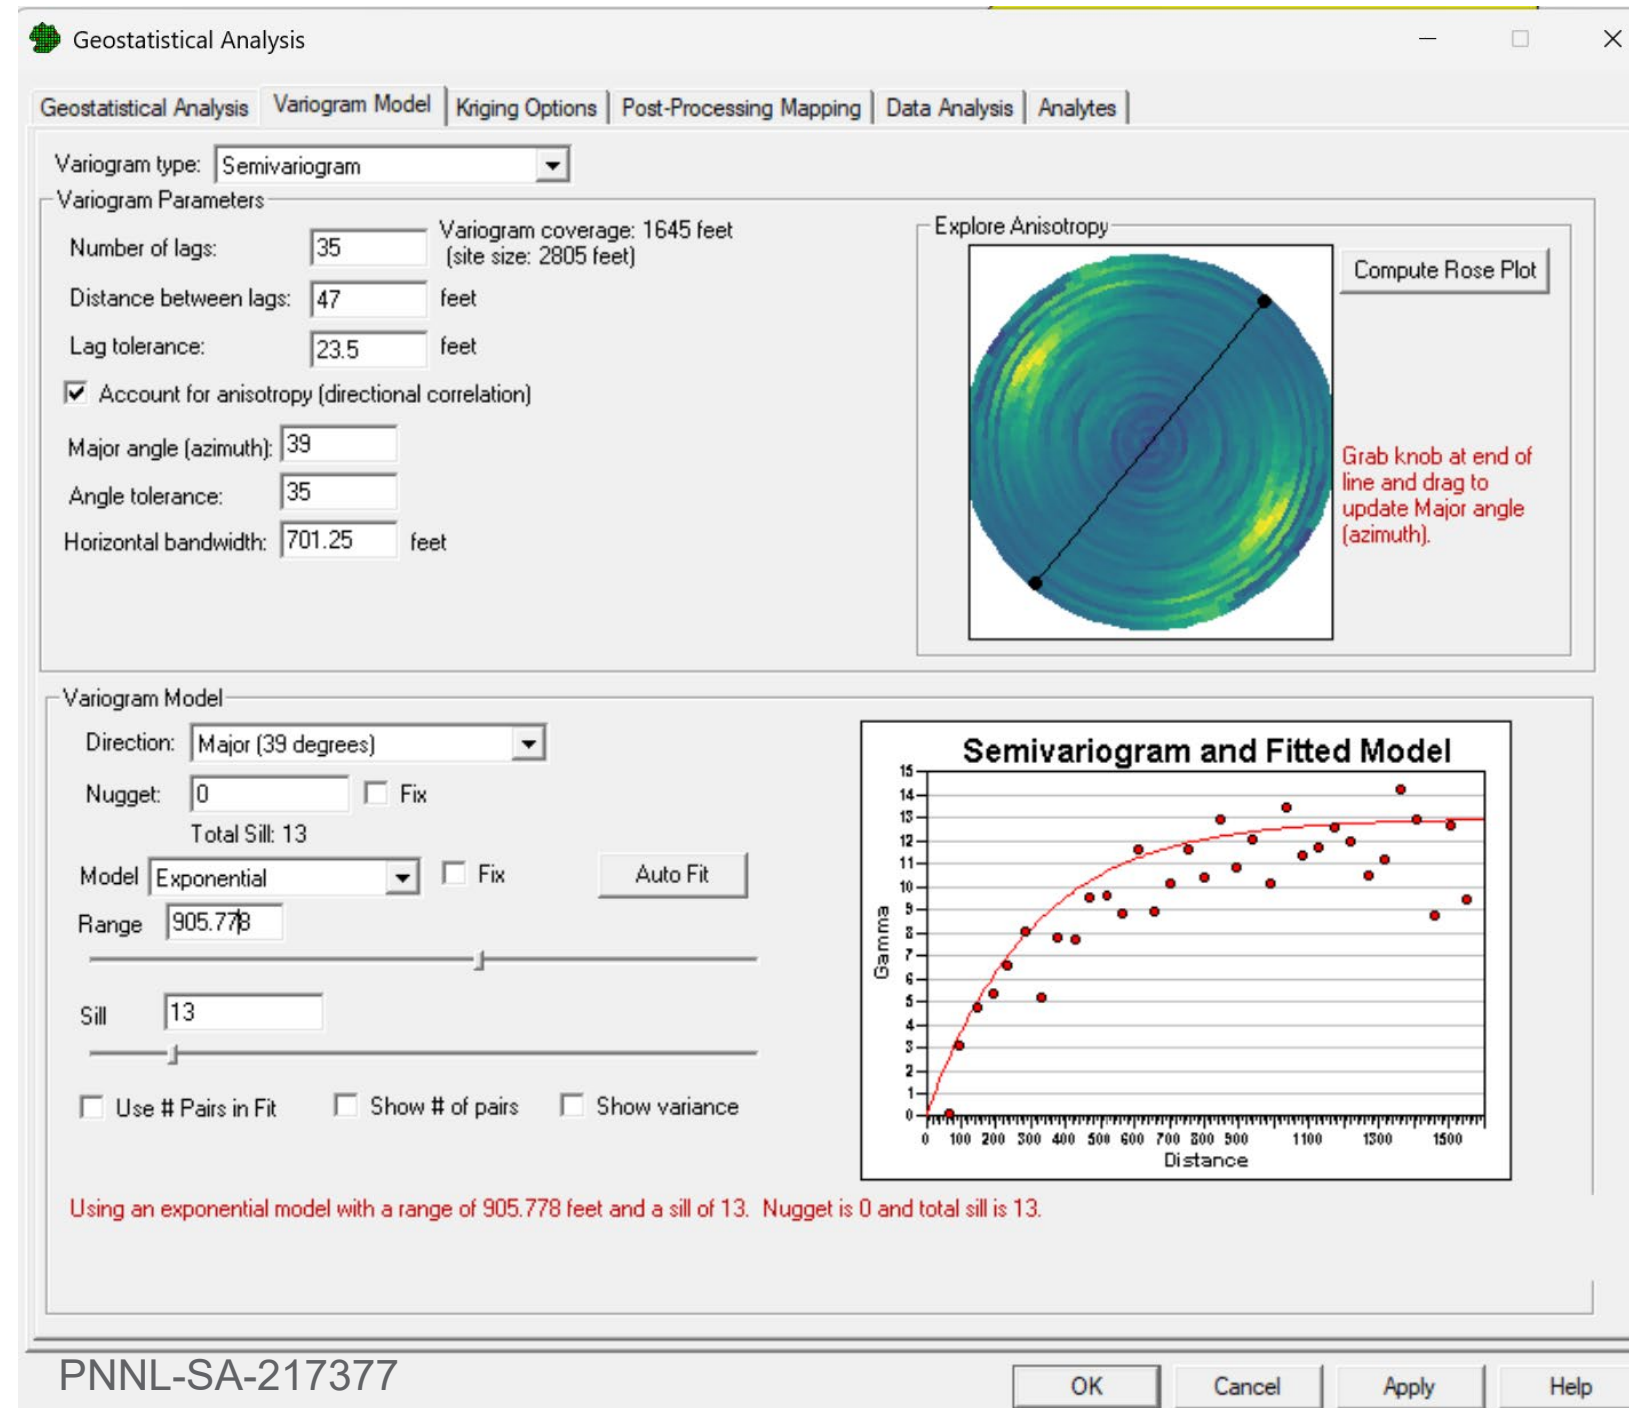 Geostatistical Analysis
Geostatistical Analysis Variogram Model Kriging Options Post-Processing Mapping Data Analysis Analytes
Variogram type: Semivariogram
Variogram Parameters
Number of lags: 35 Variogram coverage: 1645 feet
(site size: 2805 feet)
Distance between lags: 47 feet
Lag tolerance: 23.5 feet
Account for anisotropy (directional correlation)
Major angle (azimuth): 39
Angle tolerance: 35
Horizontal bandwidth: 701.25 feet
Explore Anisotropy
Compute Rose Plot
Grab knob at end of
line and drag to
update Major angle
(azimuth).
Variogram Model
Direction: Major (39 degrees)
Nugget: 0 Fix
Total Sill: 13
Model Exponential Fix Auto Fit
Range 905.778
Sill 13
Use # Pairs in Fit Show # of pairs Show variance
Semivariogram and Fitted Model
15
14
13
12
11
10
9
8
7
6
5
4
3
2
1
0
Gamma
0 100 200 300 400 500 600 700 800 900 1100 1300 1500
Distance
Using an exponential model with a range of 905.778 feet and a sill of 13. Nugget is 0 and total sill is 13.
PNNL-SA-217377
OK Cancel Apply Help